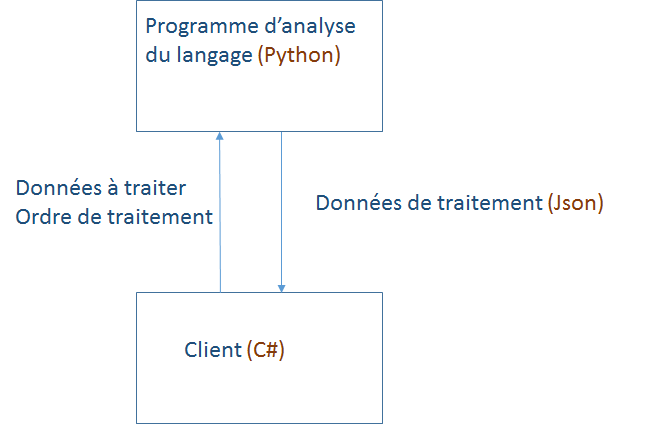 Programme d’analyse
du langage (Python)
Données à traiter
Ordre de traitement
Données de traitement (Json)
Client (C#)